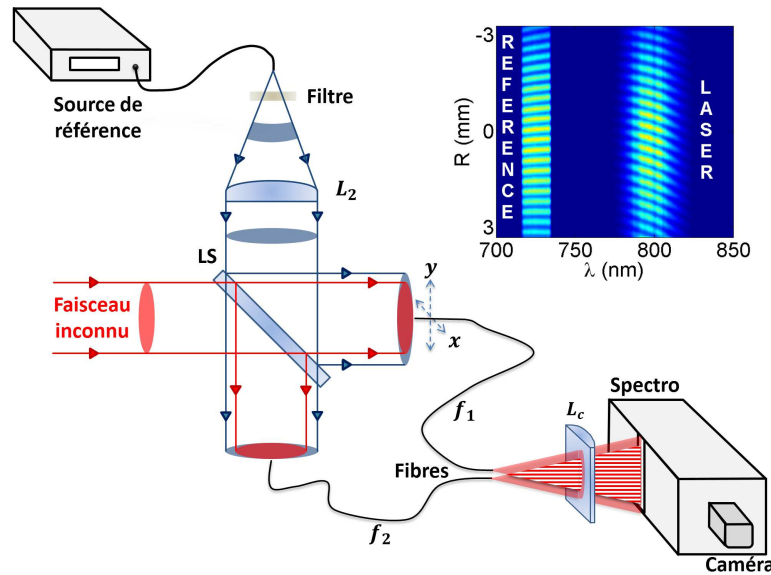 Source de
référence
Filtre
L₂
LS
Faisceau
inconnu
y
x
f₁
f₂
Fibres
L_c
Spectro
Caméra
REFERENCE
LASER
R (mm)
-3
0
3
700 750 800 850
λ (nm)